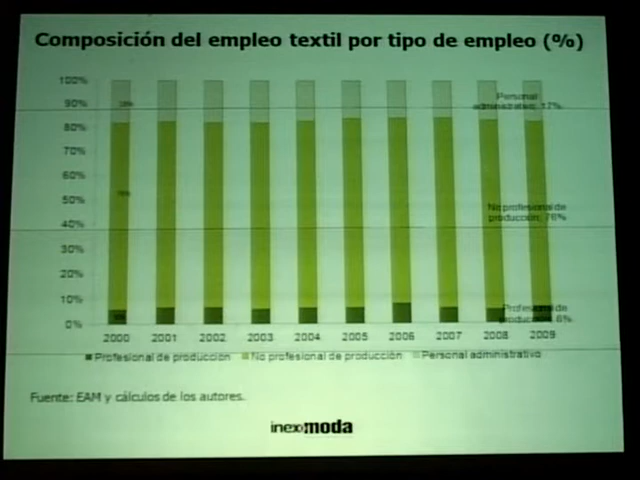 Composición del empleo textil por tipo de empleo (%)
100%
90%
80%
70%
60%
50%
40%
30%
20%
10%
0%
Personal
administrativo; 17%
No profesional de
producción; 76%
Profesional de
producción; 6%
2000 2001 2002 2003 2004 2005 2006 2007 2008 2009
Profesional de producción No profesional de producción Personal administrativo
Fuente: EAM y cálculos de los autores.
inexmoda